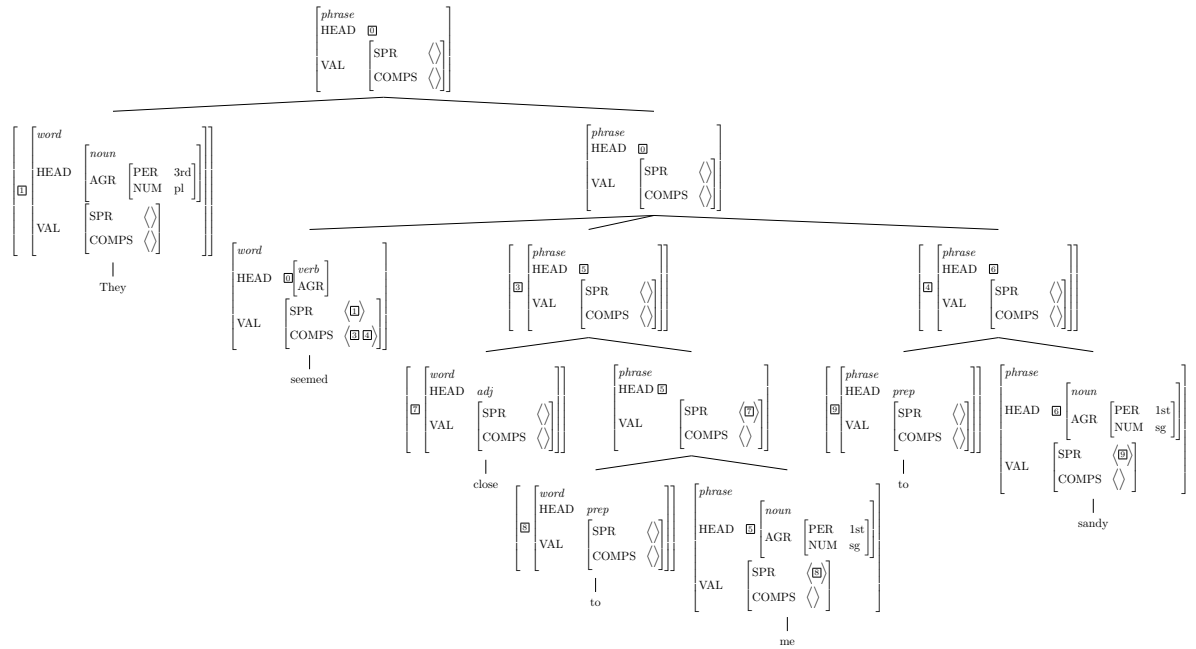 phrase
HEAD 0
VAL SPR ⟨⟩
COMPS ⟨⟩
1 word
HEAD noun
AGR PER 3rd
NUM pl
VAL SPR ⟨⟩
COMPS ⟨⟩
They
phrase
HEAD 0
VAL SPR ⟨⟩
COMPS ⟨⟩
word
HEAD 0 verb
AGR
VAL SPR ⟨1⟩
COMPS ⟨3 4⟩
seemed
3 phrase
HEAD 5
VAL SPR ⟨⟩
COMPS ⟨⟩
4 phrase
HEAD 6
VAL SPR ⟨⟩
COMPS ⟨⟩
7 word
HEAD adj
VAL SPR ⟨⟩
COMPS ⟨⟩
close
phrase
HEAD 5
VAL SPR ⟨7⟩
COMPS ⟨⟩
9 phrase
HEAD prep
VAL SPR ⟨⟩
COMPS ⟨⟩
to
phrase
HEAD 6 noun
AGR PER 1st
NUM sg
VAL SPR ⟨9⟩
COMPS ⟨⟩
sandy
8 word
HEAD prep
VAL SPR ⟨⟩
COMPS ⟨⟩
to
phrase
HEAD 5 noun
AGR PER 1st
NUM sg
VAL SPR ⟨8⟩
COMPS ⟨⟩
me